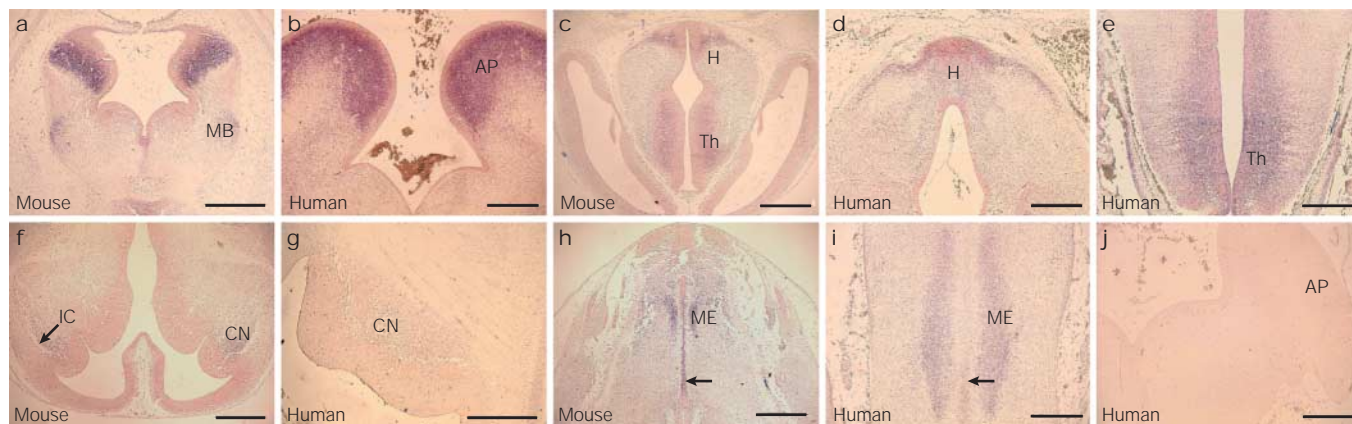 a
MB
Mouse
b
AP
Human
c
H
Th
Mouse
d
H
Human
e
Th
Human
f
IC
CN
Mouse
g
CN
Human
h
ME
Mouse
i
ME
Human
j
AP
Human